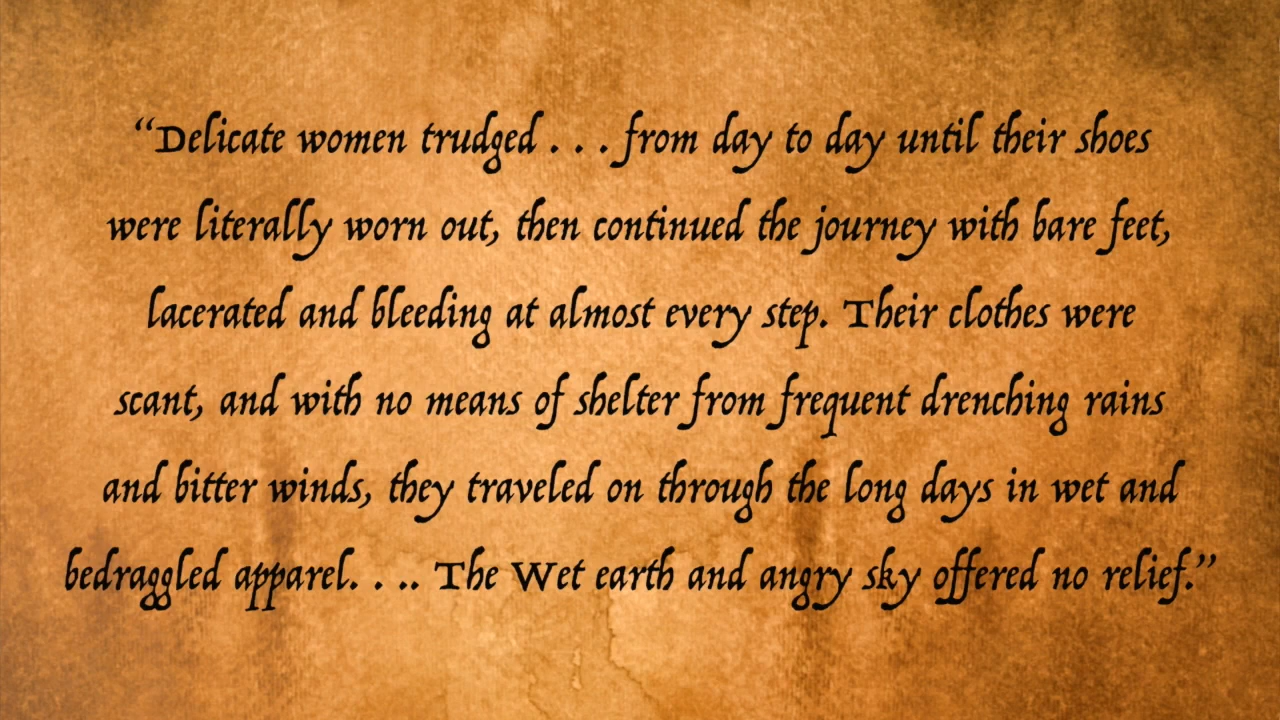 “Delicate women trudged . . . from day to day until their shoes
were literally worn out, then continued the journey with bare feet,
lacerated and bleeding at almost every step. Their clothes were
scant, and with no means of shelter from frequent drenching rains
and bitter winds, they traveled on through the long days in wet and
bedraggled apparel. . .. The Wet earth and angry sky offered no relief.”